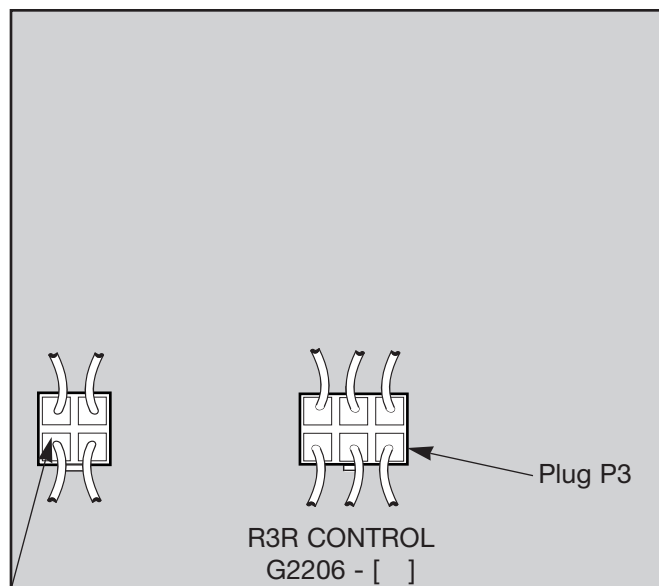 Plug P3
R3R CONTROL
G2206 - [ ]